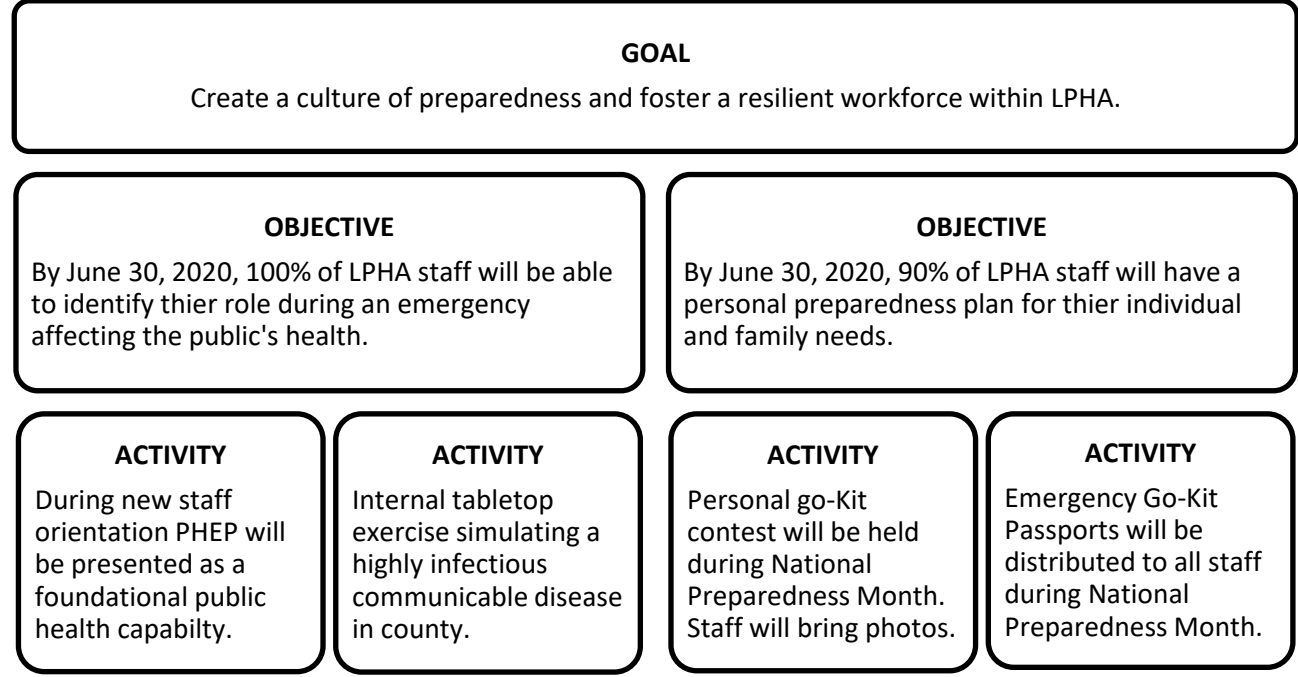 GOAL
Create a culture of preparedness and foster a resilient workforce within LPHA.
OBJECTIVE
By June 30, 2020, 100% of LPHA staff will be able
to identify thier role during an emergency
affecting the public's health.
OBJECTIVE
By June 30, 2020, 90% of LPHA staff will have a
personal preparedness plan for thier individual
and family needs.
ACTIVITY
During new staff
orientation PHEP will
be presented as a
foundational public
health capabilty.
ACTIVITY
Internal tabletop
exercise simulating a
highly infectious
communicable disease
in county.
ACTIVITY
Personal go-Kit
contest will be held
during National
Preparedness Month.
Staff will bring photos.
ACTIVITY
Emergency Go-Kit
Passports will be
distributed to all staff
during National
Preparedness Month.